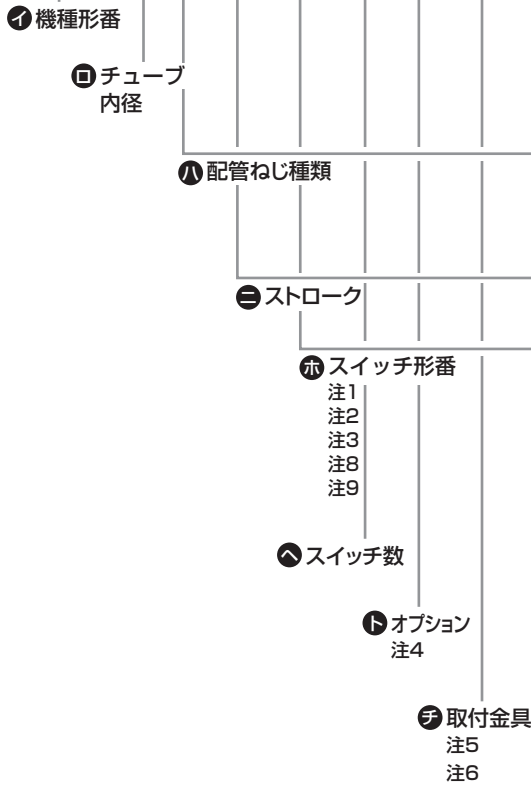 イ 機種形番
ロ チューブ
内径
ハ 配管ねじ種類
ニ ストローク
ホ スイッチ形番
注1
注2
注3
注8
注9
ヘ スイッチ数
ト オプション
注4
チ 取付金具
注5
注6